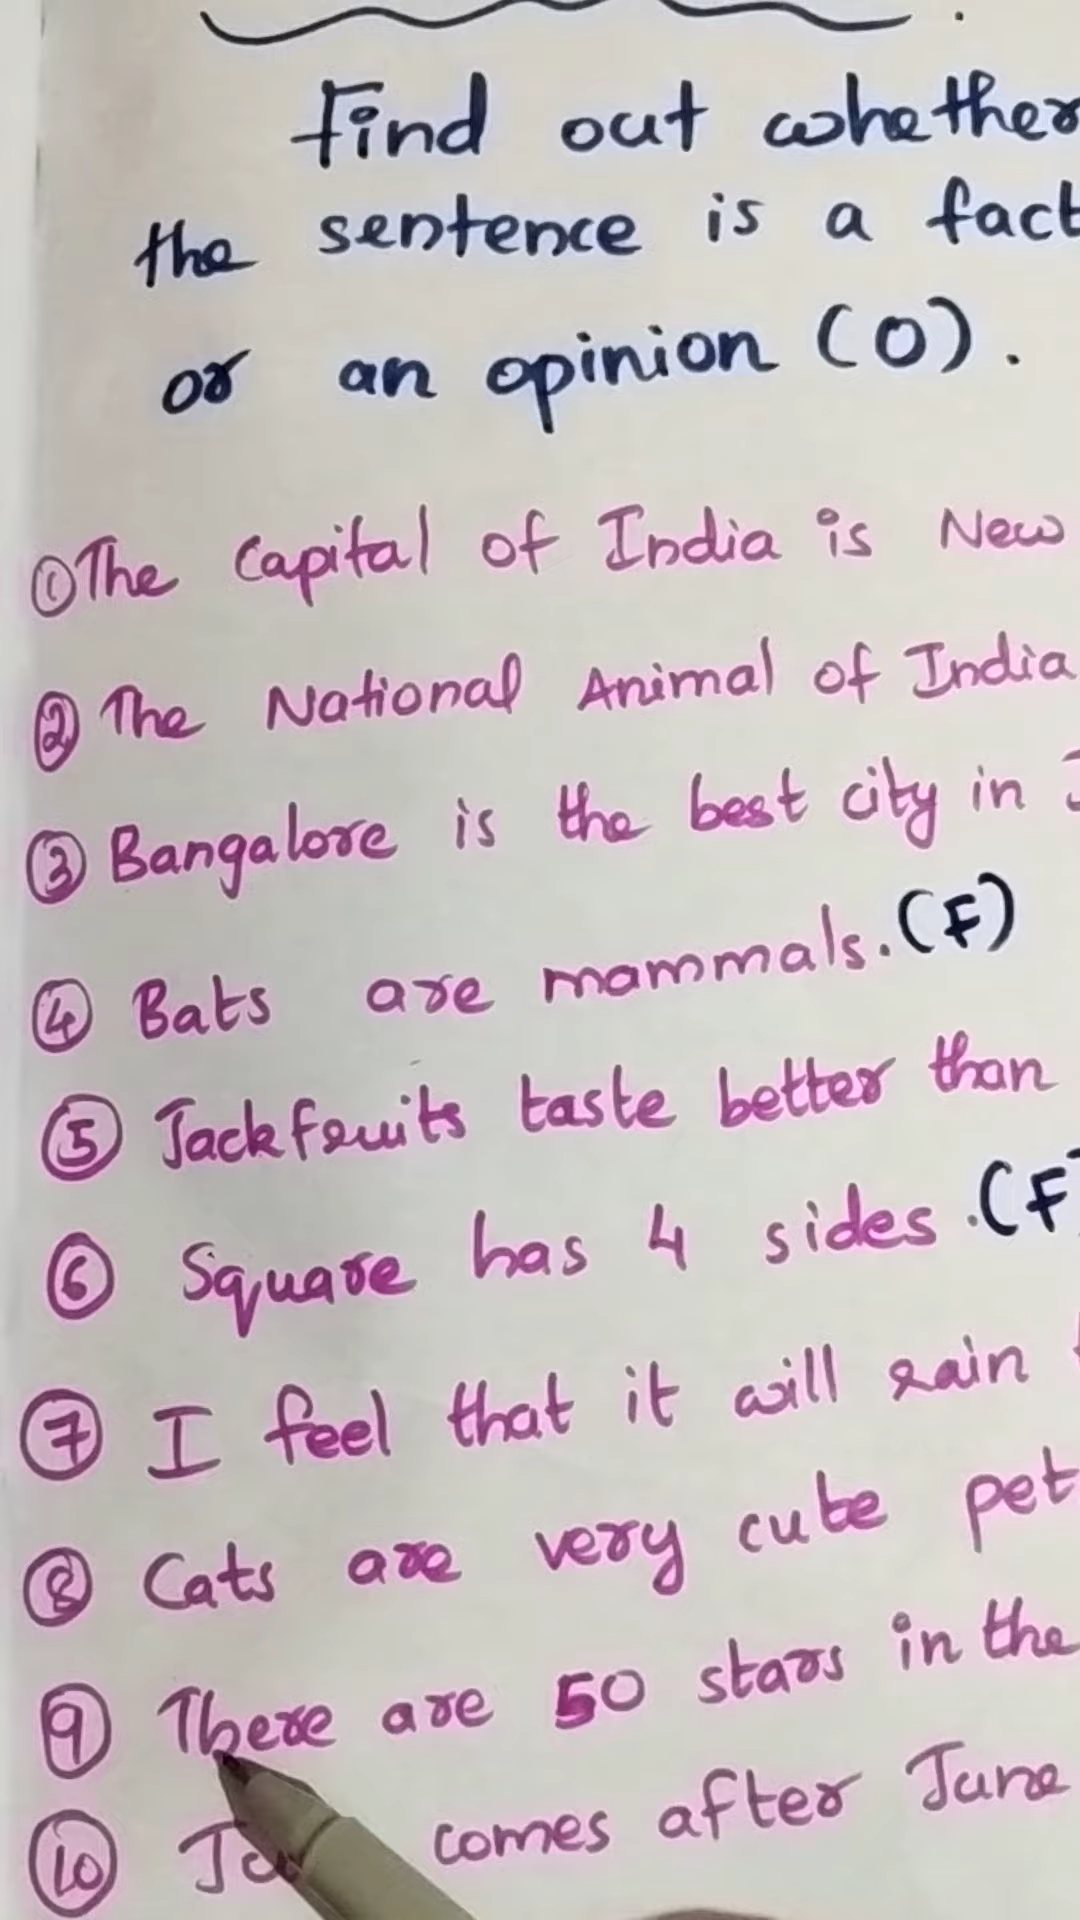 Find out whether
the sentence is a fact
or an opinion (O).
① The Capital of India is New
② The National Animal of India
③ Bangalore is the best city in
④ Bats are mammals. (F)
⑤ Jackfruits taste better than
⑥ Square has 4 sides. (F)
⑦ I feel that it will rain
⑧ Cats are very cute pet
⑨ There are 50 stars in the
⑩ comes after June